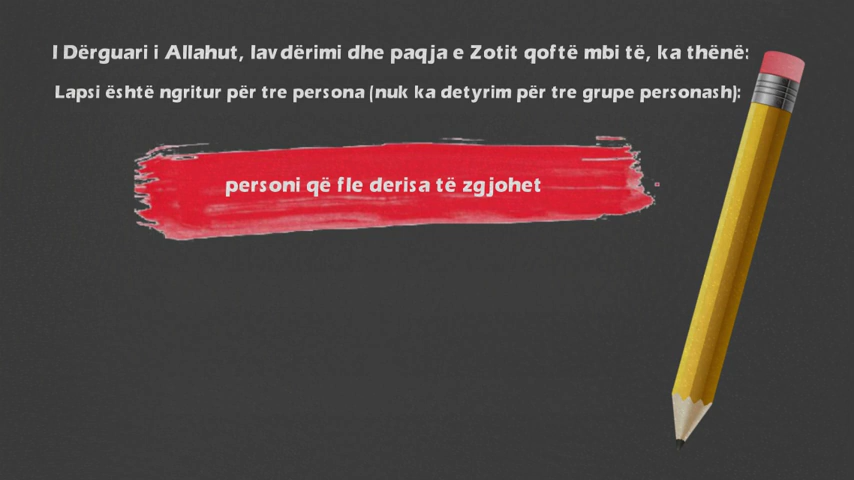 I Dërguari i Allahut, lavdërimi dhe paqja e Zotit qoftë mbi të, ka thënë:
Lapsi është ngritur për tre persona (nuk ka detyrim për tre grupe personash):
personi që fle derisa të zgjohet